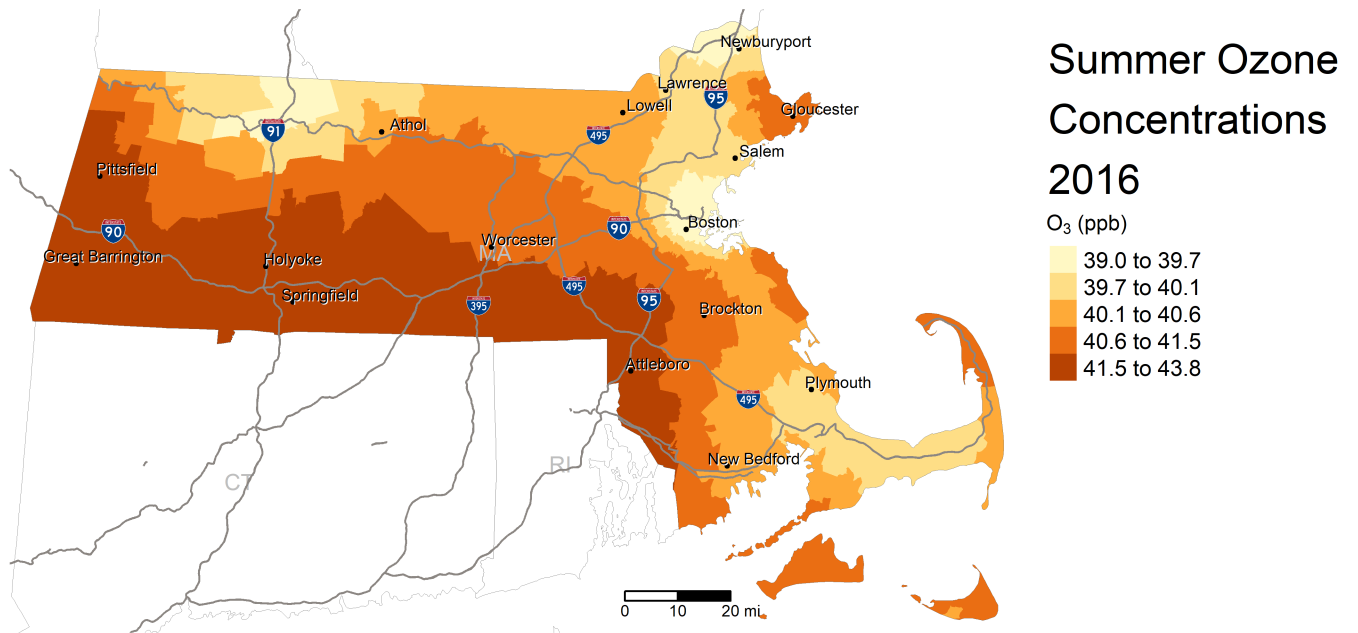 Summer Ozone
Concentrations
2016
O₃ (ppb)
39.0 to 39.7
39.7 to 40.1
40.1 to 40.6
40.6 to 41.5
41.5 to 43.8
Newburyport
Lawrence
95
Lowell
Gloucester
91
Athol
495
Salem
Pittsfield
90
Boston
90
Worcester
MA
Great Barrington
Holyoke
Springfield
395
495
95
Brockton
Attleboro
Plymouth
495
New Bedford
CT
RI
0 10 20 mi